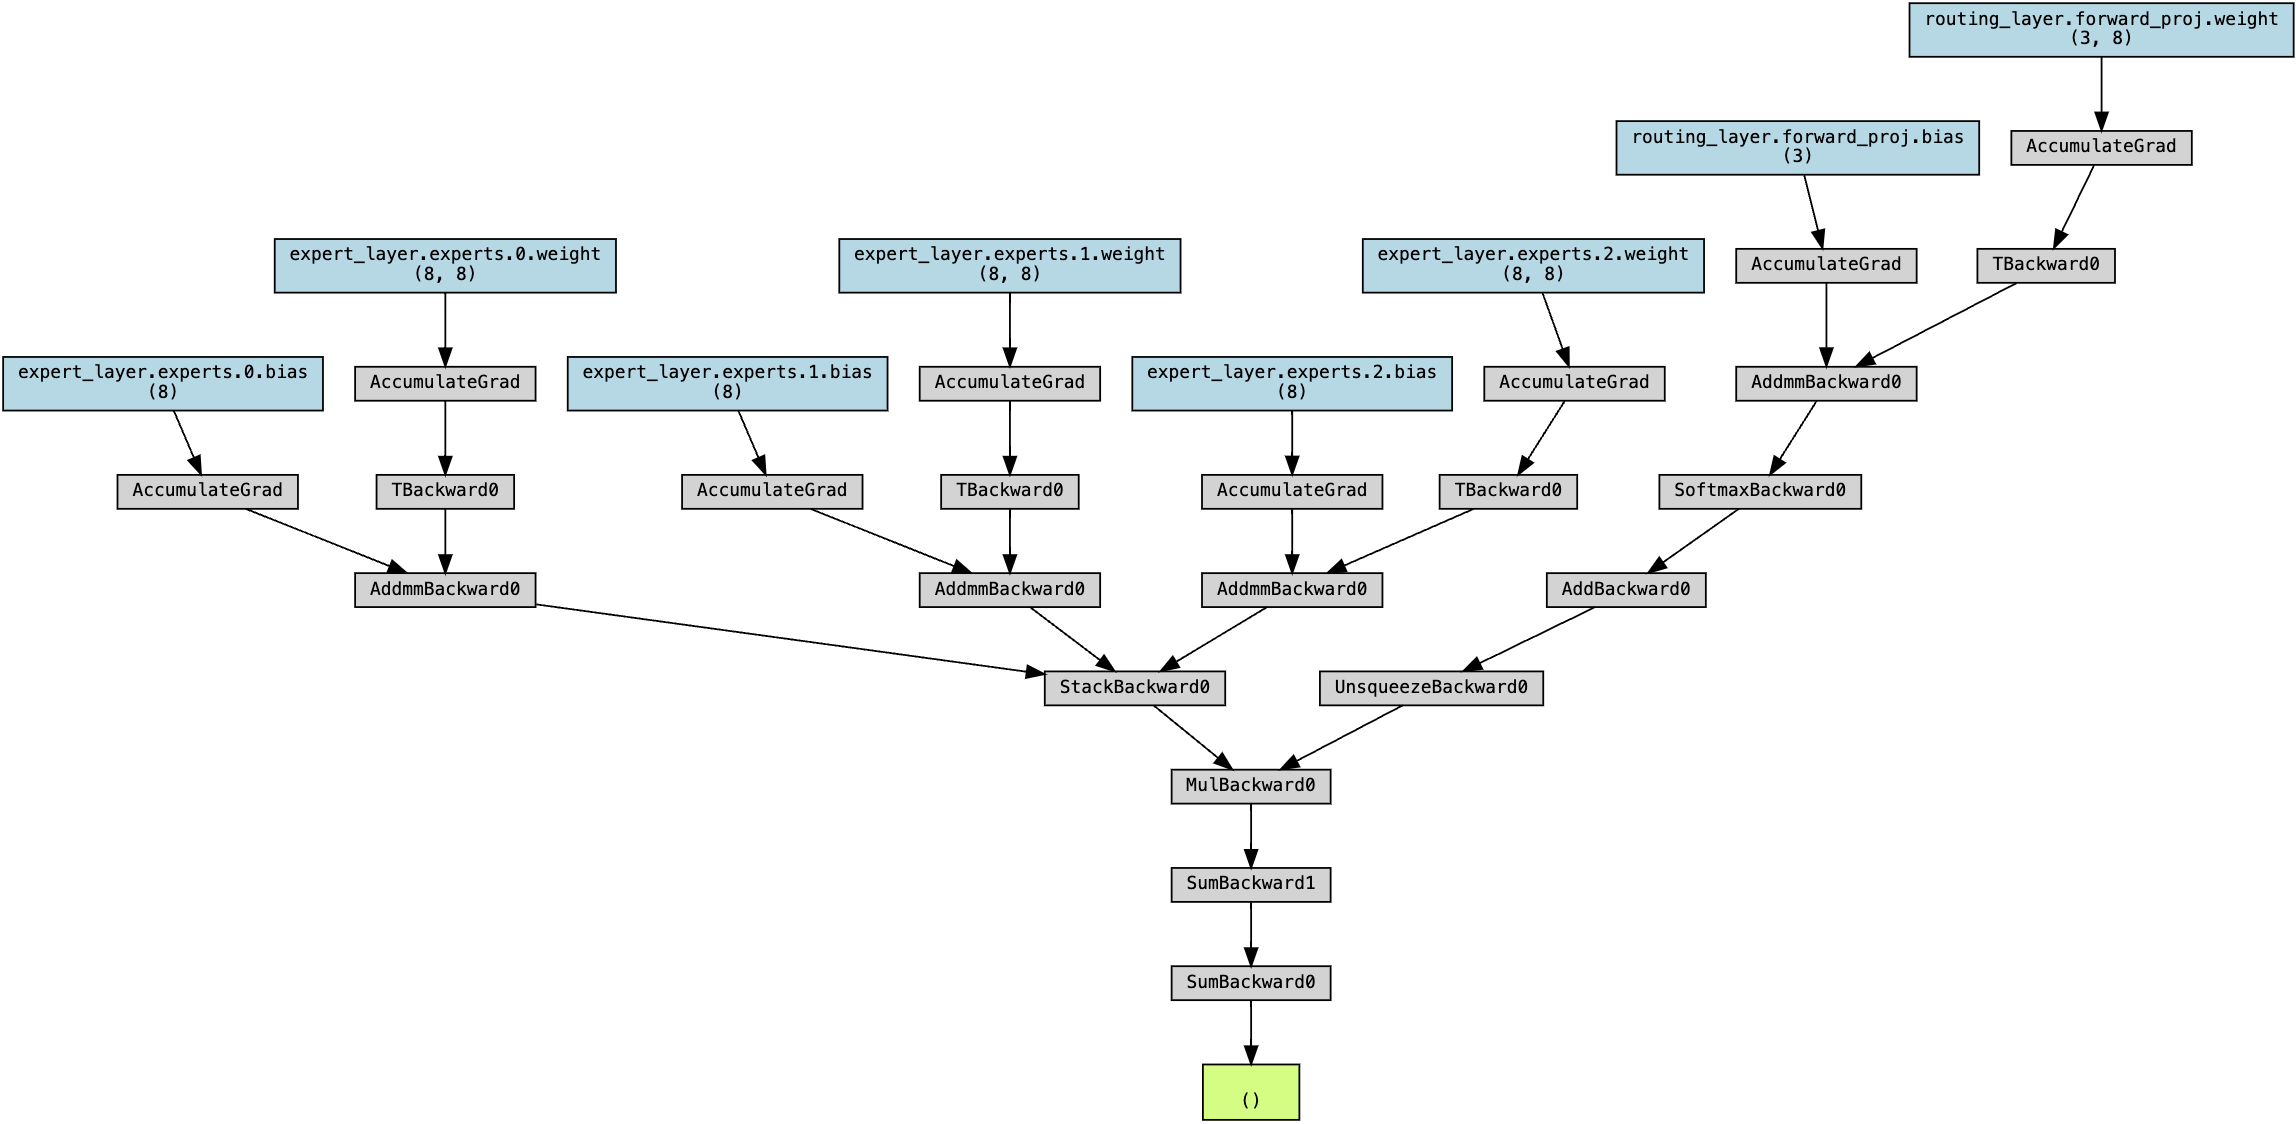 routing_layer.forward_proj.weight
(3, 8)
routing_layer.forward_proj.bias
(3)
AccumulateGrad
expert_layer.experts.0.weight
(8, 8)
expert_layer.experts.1.weight
(8, 8)
expert_layer.experts.2.weight
(8, 8)
AccumulateGrad
TBackward0
expert_layer.experts.0.bias
(8)
AccumulateGrad
expert_layer.experts.1.bias
(8)
AccumulateGrad
expert_layer.experts.2.bias
(8)
AccumulateGrad
AddmmBackward0
AccumulateGrad
TBackward0
AccumulateGrad
TBackward0
AccumulateGrad
TBackward0
SoftmaxBackward0
AddmmBackward0
AddmmBackward0
AddmmBackward0
AddBackward0
StackBackward0
UnsqueezeBackward0
MulBackward0
SumBackward1
SumBackward0
()